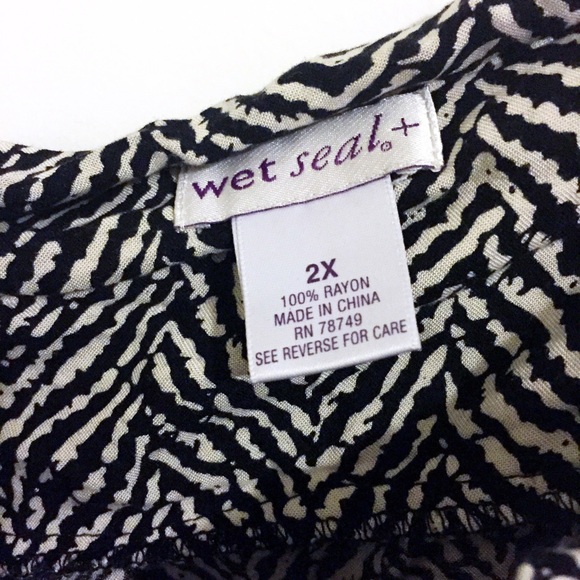 wet seal®+
2X
100% RAYON
MADE IN CHINA
RN 78749
SEE REVERSE FOR CARE